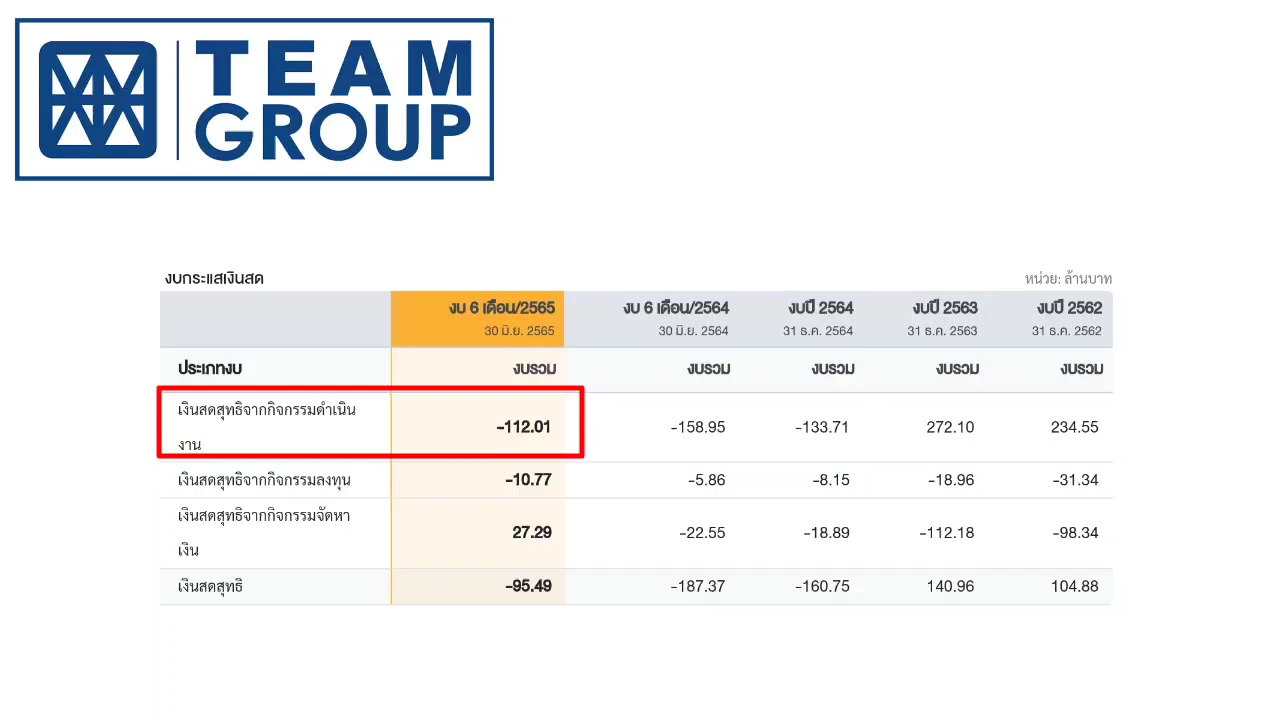 TEAM
GROUP
งบกระแสเงินสด หน่วย: ล้านบาท
งบ 6 เดือน/2565 งบ 6 เดือน/2564 งบปี 2564 งบปี 2563 งบปี 2562
30 มิ.ย. 2565 30 มิ.ย. 2564 31 ธ.ค. 2564 31 ธ.ค. 2563 31 ธ.ค. 2562
ประเภทงบ งบรวม งบรวม งบรวม งบรวม งบรวม
เงินสดสุทธิจากกิจกรรมดำเนิน
งาน -112.01 -158.95 -133.71 272.10 234.55
เงินสดสุทธิจากกิจกรรมลงทุน -10.77 -5.86 -8.15 -18.96 -31.34
เงินสดสุทธิจากกิจกรรมจัดหา
เงิน 27.29 -22.55 -18.89 -112.18 -98.34
เงินสดสุทธิ -95.49 -187.37 -160.75 140.96 104.88